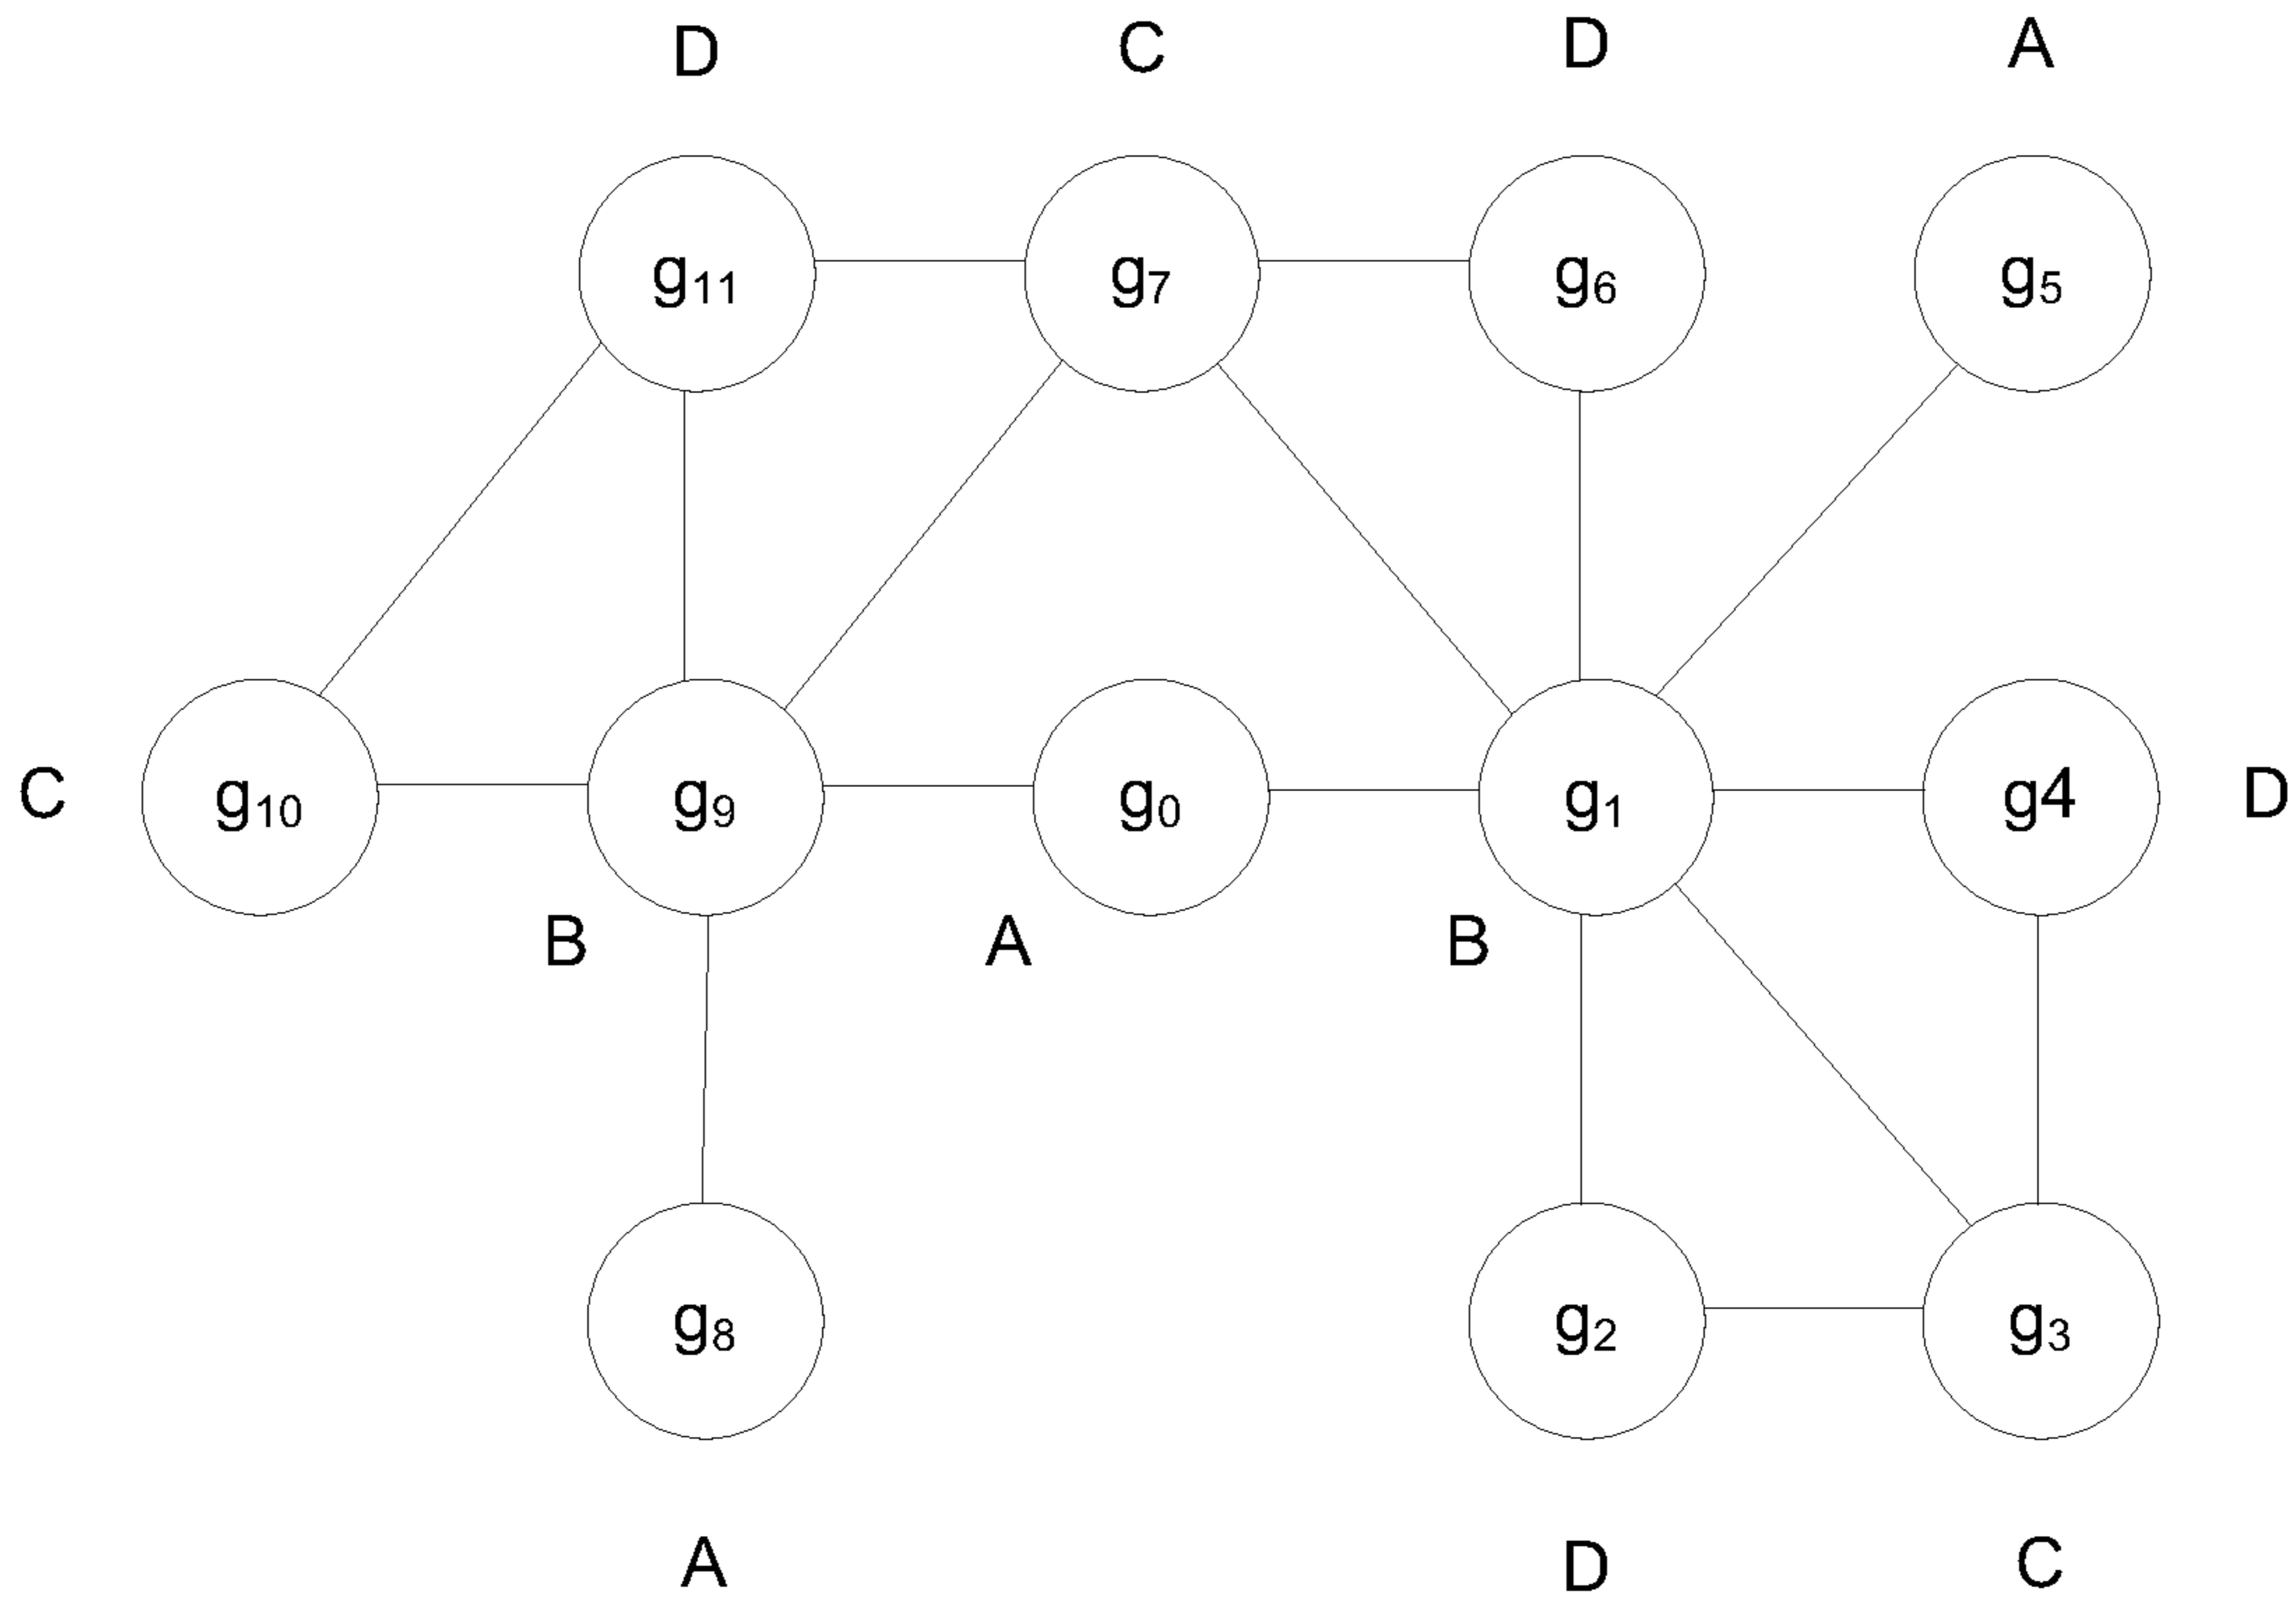 D C D A
g₁₁ g₇ g₆ g₅
C g₁₀ g₉ g₀ g₁ g4 D
B A B
g₈ g₂ g₃
A D C